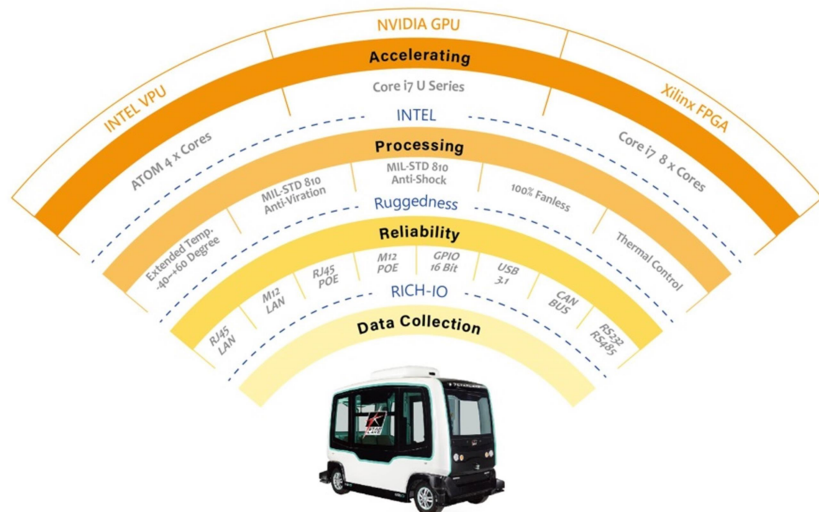 NVIDIA GPU
INTEL VPU
Xilinx FPGA
Accelerating
Core i7 U Series
ATOM 4 x Cores
Core i7 8 x Cores
INTEL
Processing
Extended Temp.
-40~+60 Degree
MIL-STD 810
Anti-Viration
MIL-STD 810
Anti-Shock
100% Fanless
Thermal Control
Ruggedness
Reliability
RJ45
LAN
M12
LAN
RJ45
POE
M12
POE
GPIO
16 Bit
USB
3.1
CAN
BUS
RS232
RS485
RICH-IO
Data Collection